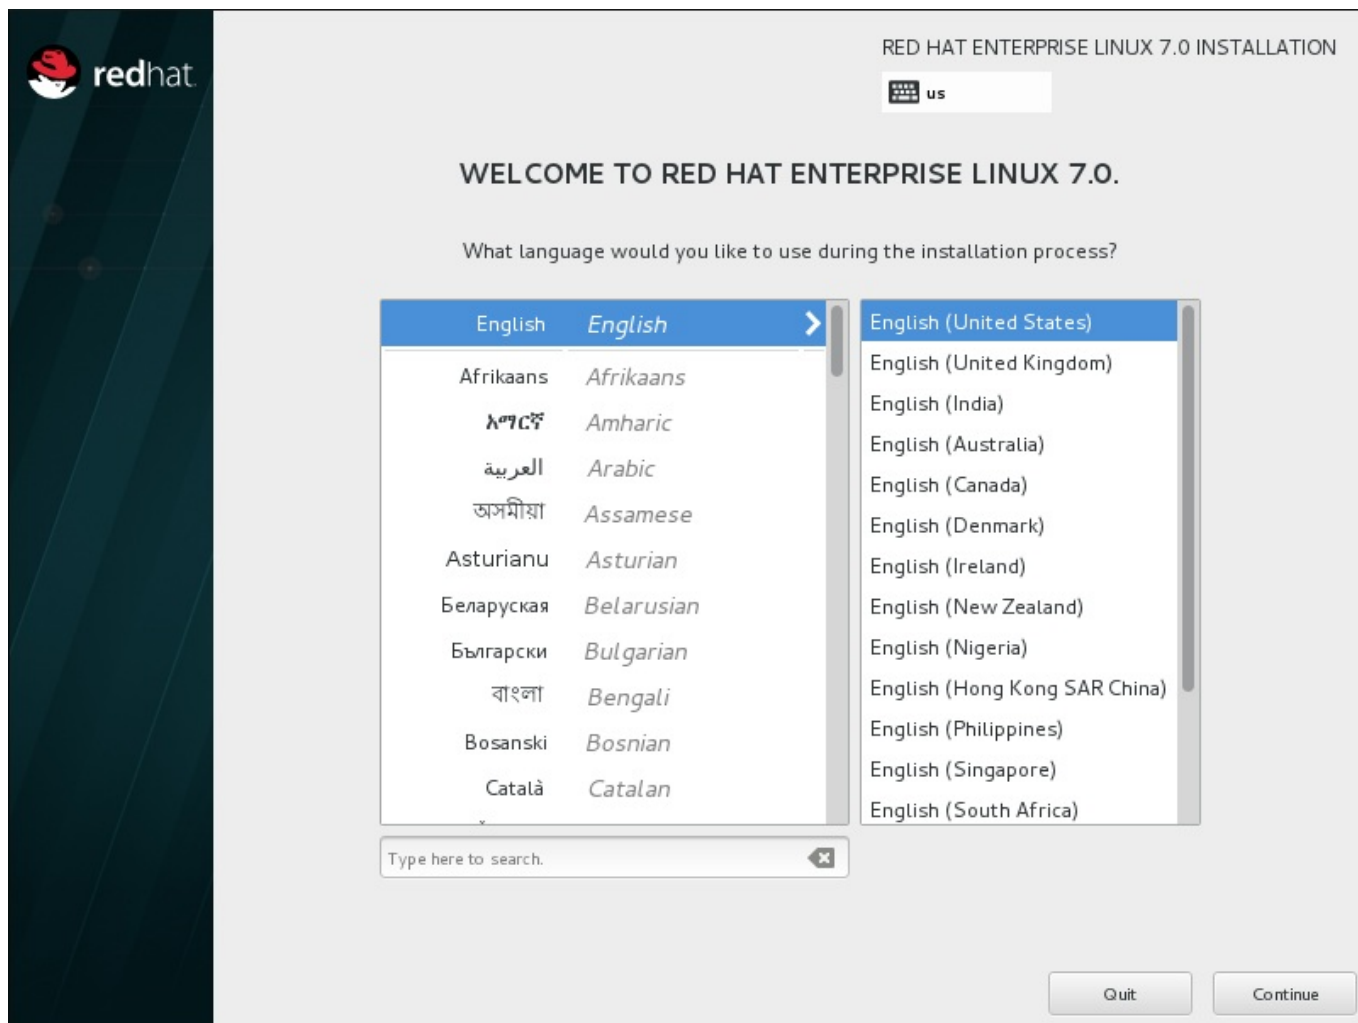 redhat.
RED HAT ENTERPRISE LINUX 7.0 INSTALLATION
us
WELCOME TO RED HAT ENTERPRISE LINUX 7.0.
What language would you like to use during the installation process?
English English
Afrikaans Afrikaans
አማርኛ Amharic
العربية Arabic
অসমীয়া Assamese
Asturianu Asturian
Беларуская Belarusian
Български Bulgarian
বাংলা Bengali
Bosanski Bosnian
Català Catalan
English (United States)
English (United Kingdom)
English (India)
English (Australia)
English (Canada)
English (Denmark)
English (Ireland)
English (New Zealand)
English (Nigeria)
English (Hong Kong SAR China)
English (Philippines)
English (Singapore)
English (South Africa)
Type here to search.
Quit
Continue